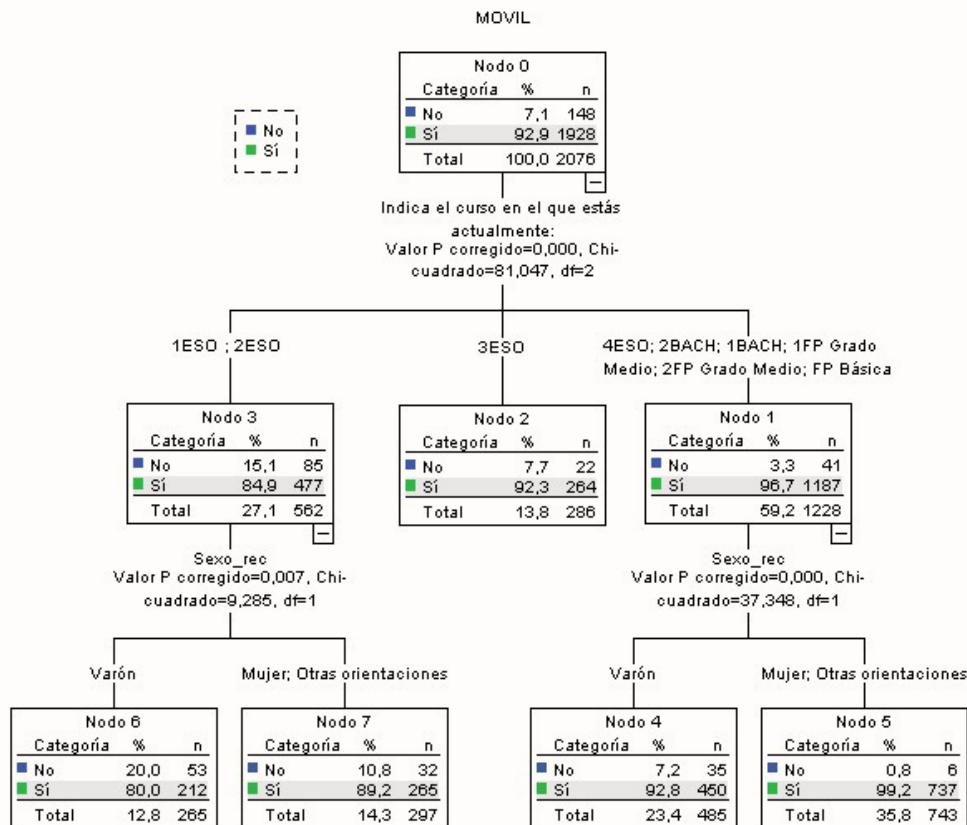 MOVIL
No
Sí
Nodo 0
Categoría % n
No 7,1 148
Sí 92,9 1928
Total 100,0 2076
Indica el curso en el que estás
actualmente:
Valor P corregido=0,000, Chi-
cuadrado=81,047, df=2
1ESO ; 2ESO
3ESO
4ESO; 2BACH; 1BACH; 1FP Grado
Medio; 2FP Grado Medio; FP Básica
Nodo 3
Categoría % n
No 15,1 85
Sí 84,9 477
Total 27,1 562
Nodo 2
Categoría % n
No 7,7 22
Sí 92,3 264
Total 13,8 286
Nodo 1
Categoría % n
No 3,3 41
Sí 96,7 1187
Total 59,2 1228
Sexo_rec
Valor P corregido=0,007, Chi-
cuadrado=9,285, df=1
Sexo_rec
Valor P corregido=0,000, Chi-
cuadrado=37,348, df=1
Varón
Mujer; Otras orientaciones
Varón
Mujer; Otras orientaciones
Nodo 6
Categoría % n
No 20,0 53
Sí 80,0 212
Total 12,8 265
Nodo 7
Categoría % n
No 10,8 32
Sí 89,2 265
Total 14,3 297
Nodo 4
Categoría % n
No 7,2 35
Sí 92,8 450
Total 23,4 485
Nodo 5
Categoría % n
No 0,8 6
Sí 99,2 737
Total 35,8 743